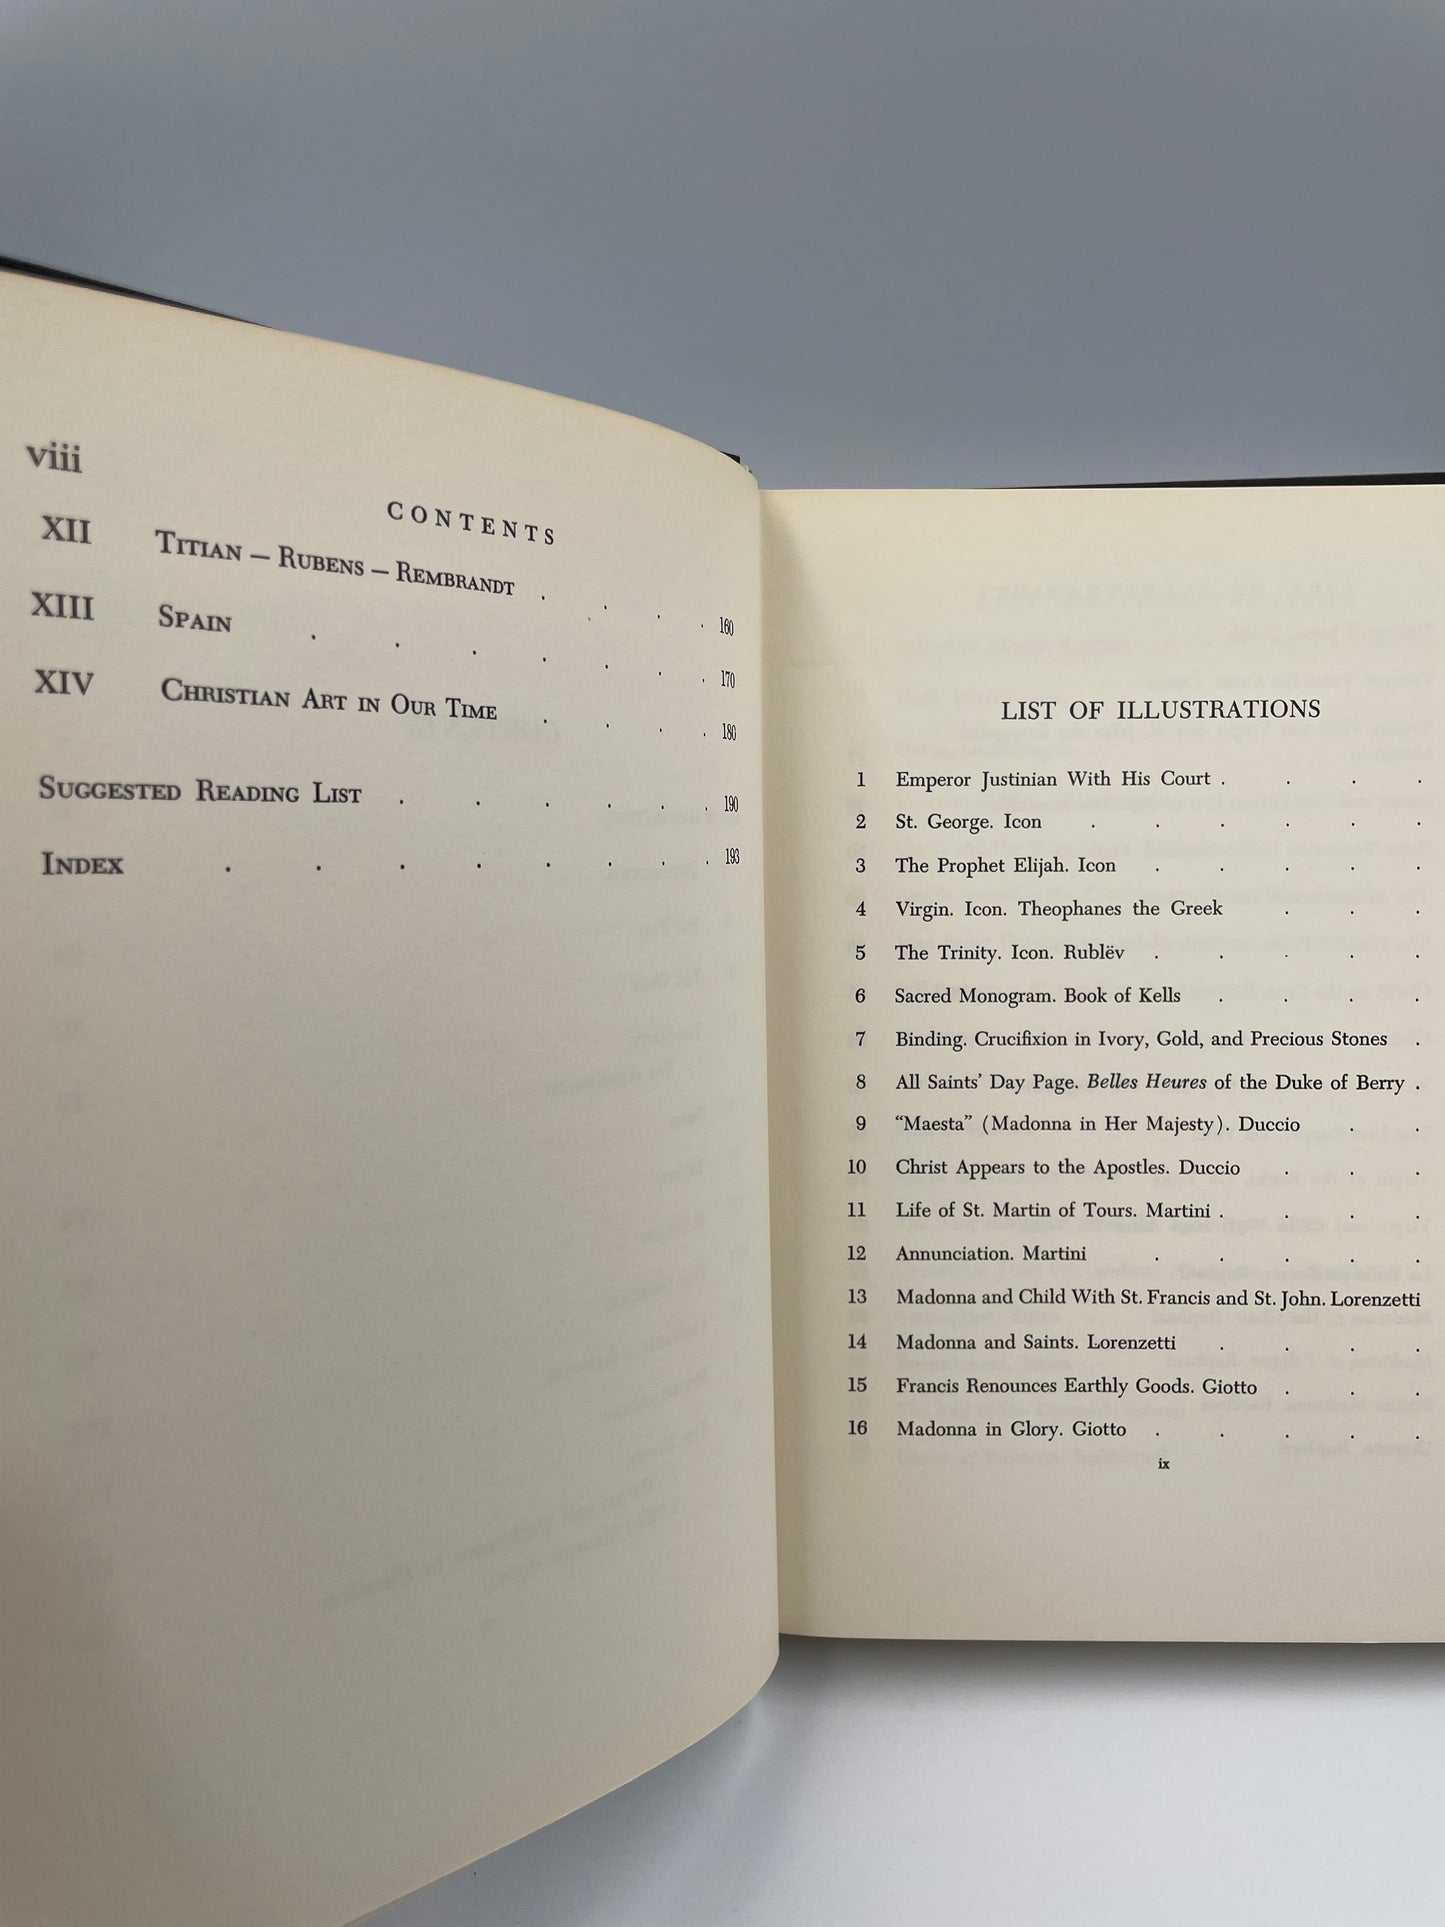 viii
CONTENTS
XII Titian — Rubens — Rembrandt . . . . 160
XIII Spain . . . . . . . 170
XIV Christian Art in Our Time . . . . 180
Suggested Reading List . . . . . . 190
Index . . . . . . . . 193
LIST OF ILLUSTRATIONS
1 Emperor Justinian With His Court . . . .
2 St. George. Icon . . . . . .
3 The Prophet Elijah. Icon . . . . .
4 Virgin. Icon. Theophanes the Greek . . .
5 The Trinity. Icon. Rublëv . . . . .
6 Sacred Monogram. Book of Kells . . . .
7 Binding. Crucifixion in Ivory, Gold, and Precious Stones .
8 All Saints’ Day Page. Belles Heures of the Duke of Berry .
9 “Maesta” (Madonna in Her Majesty). Duccio . .
10 Christ Appears to the Apostles. Duccio . . .
11 Life of St. Martin of Tours. Martini . . . .
12 Annunciation. Martini . . . . .
13 Madonna and Child With St. Francis and St. John. Lorenzetti
14 Madonna and Saints. Lorenzetti . . . .
15 Francis Renounces Earthly Goods. Giotto . . .
16 Madonna in Glory. Giotto . . . . .
ix